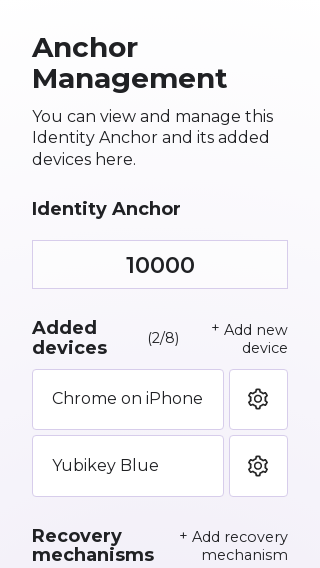 Anchor
Management
You can view and manage this
Identity Anchor and its added
devices here.
Identity Anchor
10000
Added
devices
(2/8)
+ Add new
device
Chrome on iPhone
Yubikey Blue
Recovery
mechanisms
+ Add recovery
mechanism